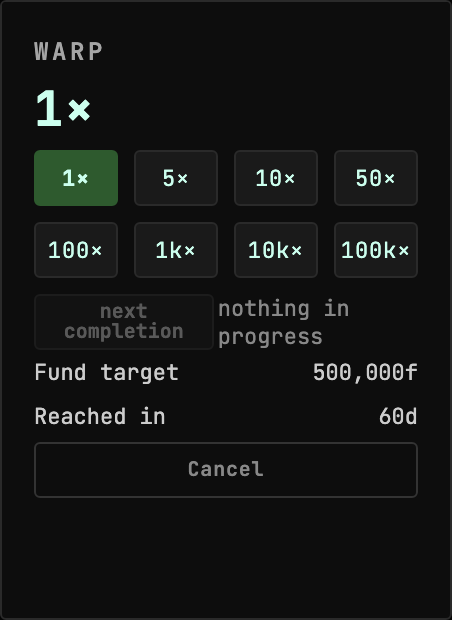 WARP
1×
1× 5× 10× 50×
100× 1k× 10k× 100k×
next
completion
nothing in
progress
Fund target 500,000f
Reached in 60d
Cancel